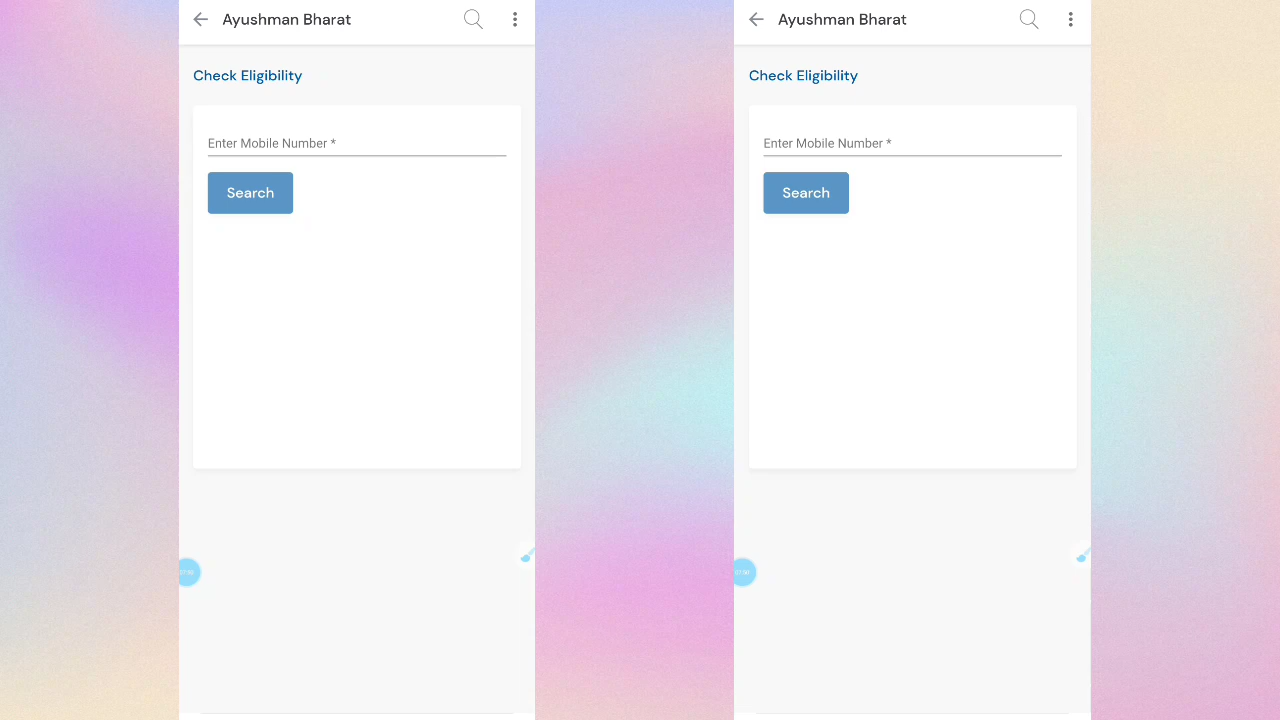 Ayushman Bharat
Check Eligibility
Enter Mobile Number *
Search
Ayushman Bharat
Check Eligibility
Enter Mobile Number *
Search